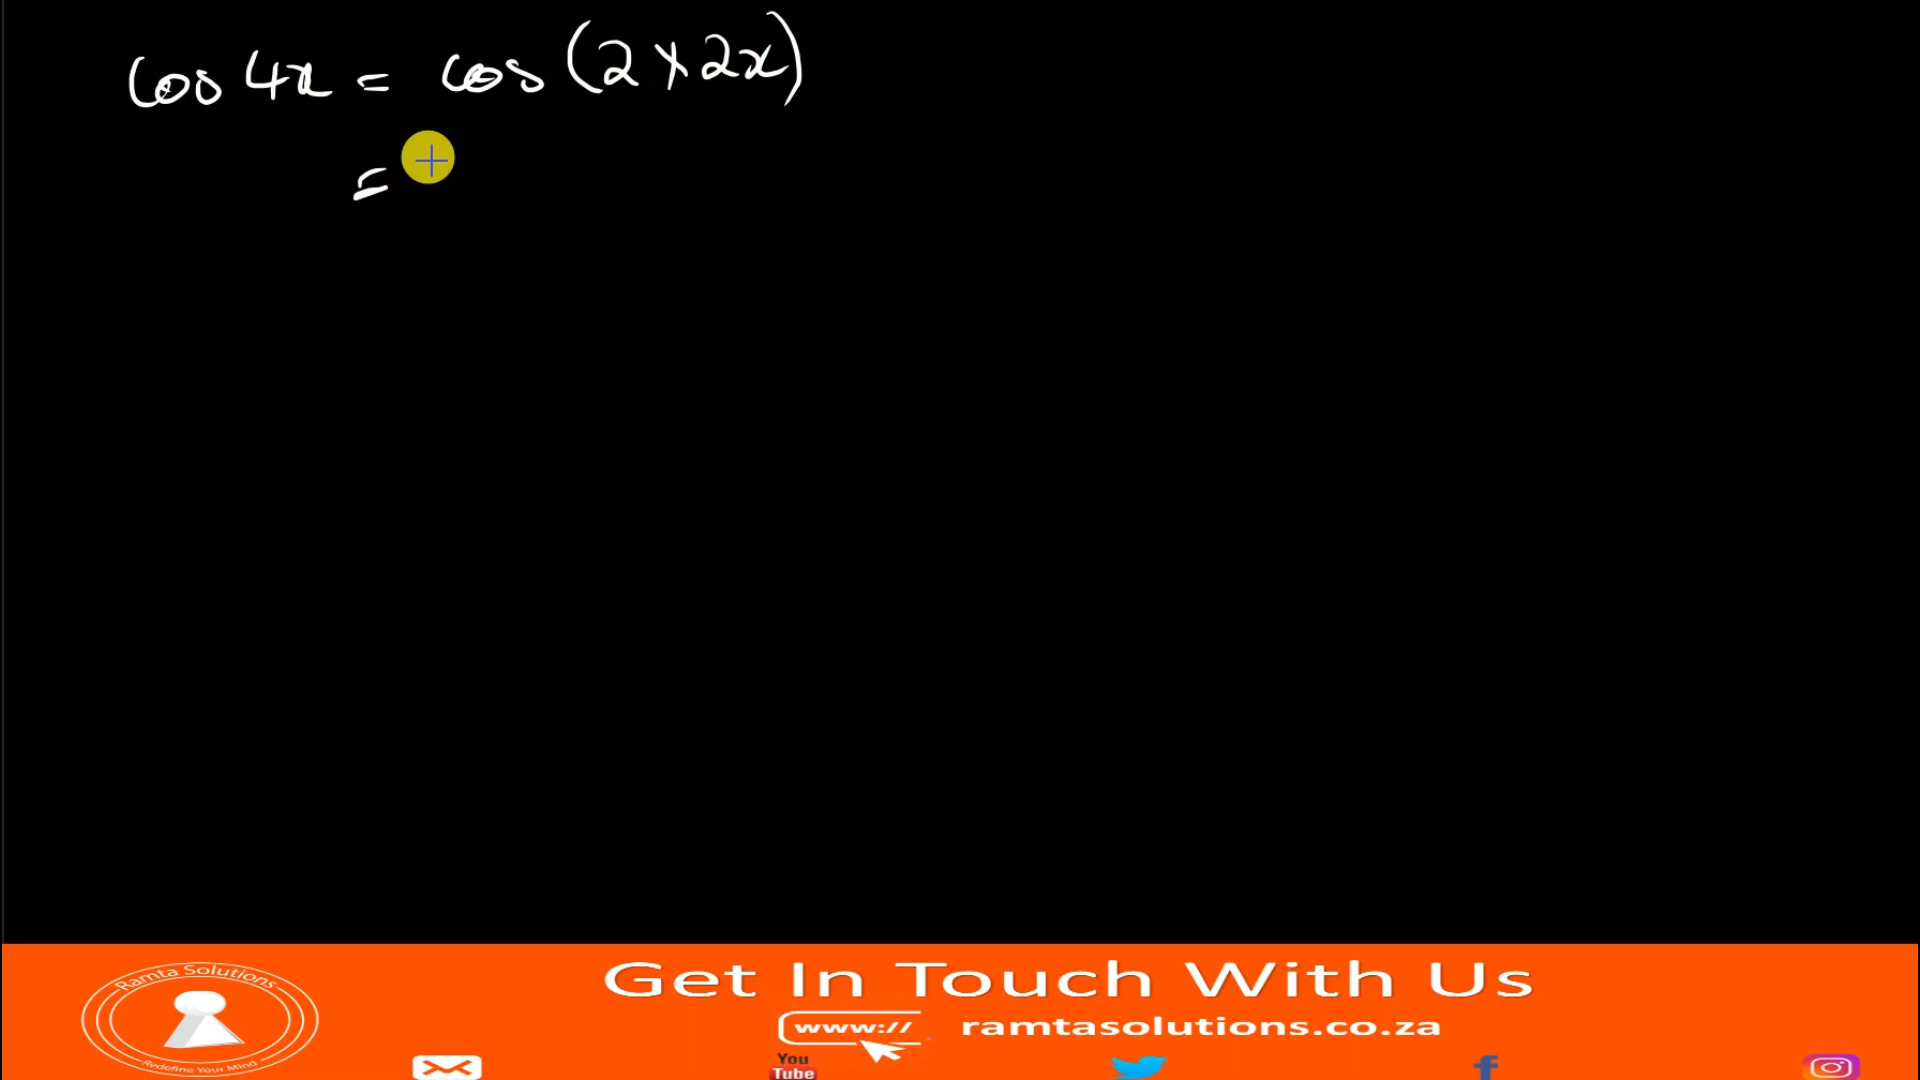 cos 4x = cos (2 × 2x)
=
Get In Touch With Us
www:// ramtasolutions.co.za
Ramta Solutions
Redefine Your Mind
You
Tube
f